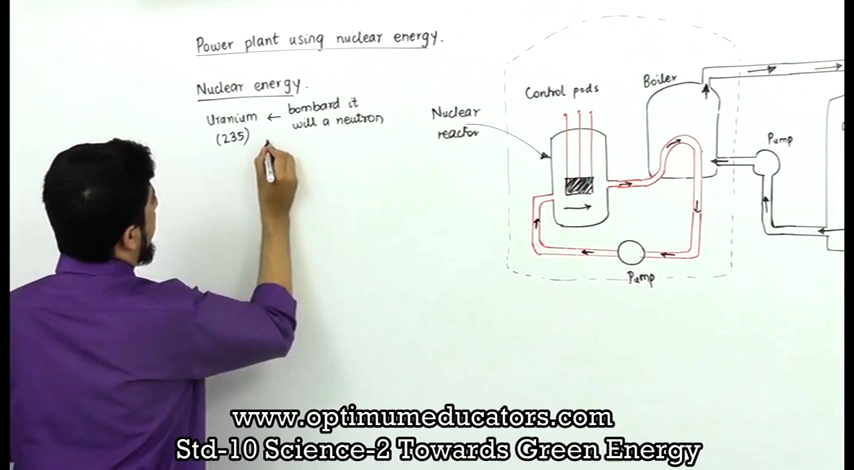 Power plant using nuclear energy.
Nuclear energy.
Uranium ← bombard it
will a neutron
(235)
Nuclear
reactor
Control pods
Boiler
Pump
Pump
www.optimumeducators.com
Std-10 Science-2 Towards Green Energy